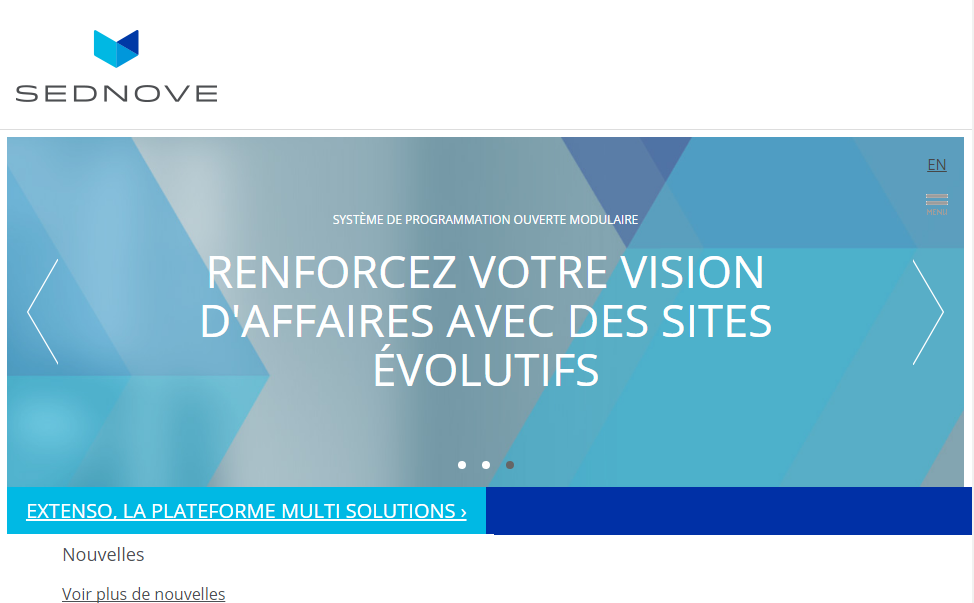 SEDNOVE
EN
MENU
SYSTÈME DE PROGRAMMATION OUVERTE MODULAIRE
RENFORCEZ VOTRE VISION
D'AFFAIRES AVEC DES SITES
ÉVOLUTIFS
EXTENSO, LA PLATEFORME MULTI SOLUTIONS ›
Nouvelles
Voir plus de nouvelles